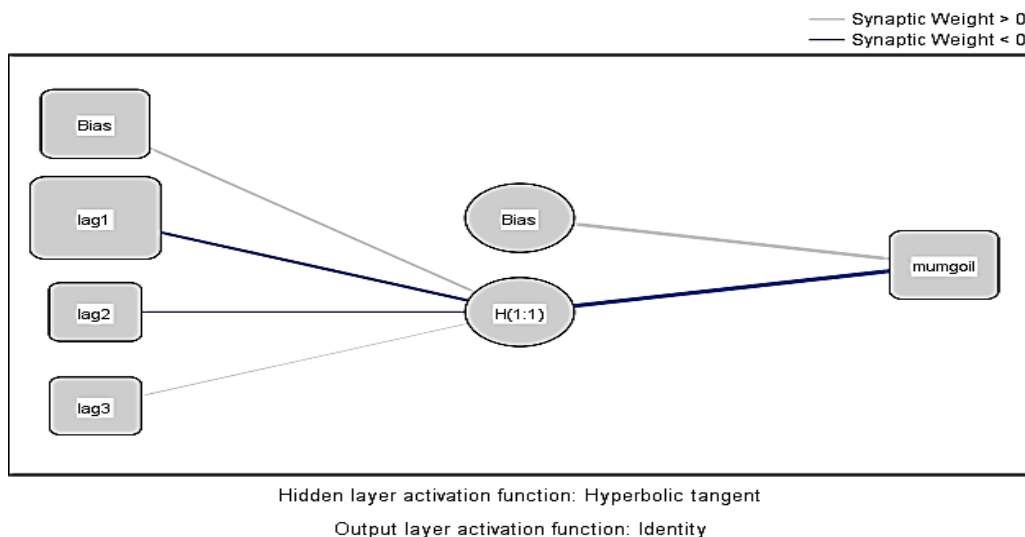 Synaptic Weight > 0
Synaptic Weight < 0
Bias
lag1
lag2
lag3
Bias
H(1:1)
mumgoil
Hidden layer activation function: Hyperbolic tangent
Output layer activation function: Identity